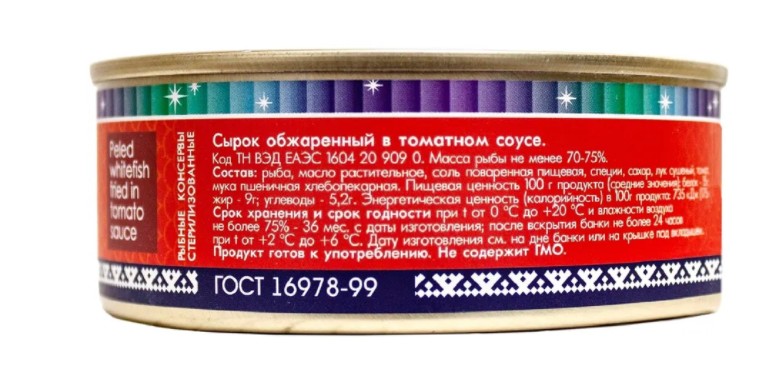 Peled
whitefish
fried in
tomato
sauce
РЫБНЫЕ КОНСЕРВЫ
СТЕРИЛИЗОВАННЫЕ
Сырок обжаренный в томатном соусе.
Код ТН ВЭД ЕАЭС 1604 20 909 0. Масса рыбы не менее 70-75%.
Состав: рыба, масло растительное, соль поваренная пищевая, специи, сахар, лук сушеный,
мука пшеничная хлебопекарная. Пищевая ценность 100 г продукта (средние значения): белок -
жир - 9г; углеводы - 5,2г. Энергетическая ценность (калорийность) в 100г продукта: 735 кДж
Срок хранения и срок годности при t от 0 °С до +20 °С и влажности воздуха
не более 75% - 36 мес. с даты изготовления; после вскрытия банки не более 24 часов
при t от +2 °С до +6 °С. Дату изготовления см. на дне банки или на крышке под вкладышем.
Продукт готов к употреблению. Не содержит ГМО.
ГОСТ 16978-99